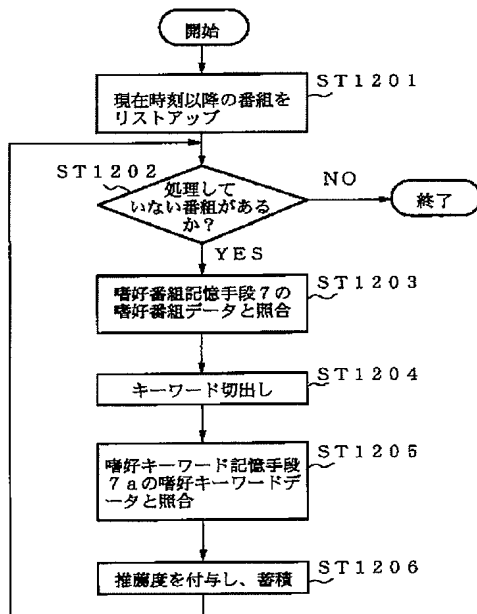 開始
ST1201
現在時刻以降の番組を
リストアップ
ST1202
処理して
いない番組がある
か?
NO
終了
YES
ST1203
嗜好番組記憶手段7の
嗜好番組データと照合
ST1204
キーワード切出し
ST1205
嗜好キーワード記憶手段
7aの嗜好キーワードデ
ータと照合
ST1206
推薦度を付与し、蓄積